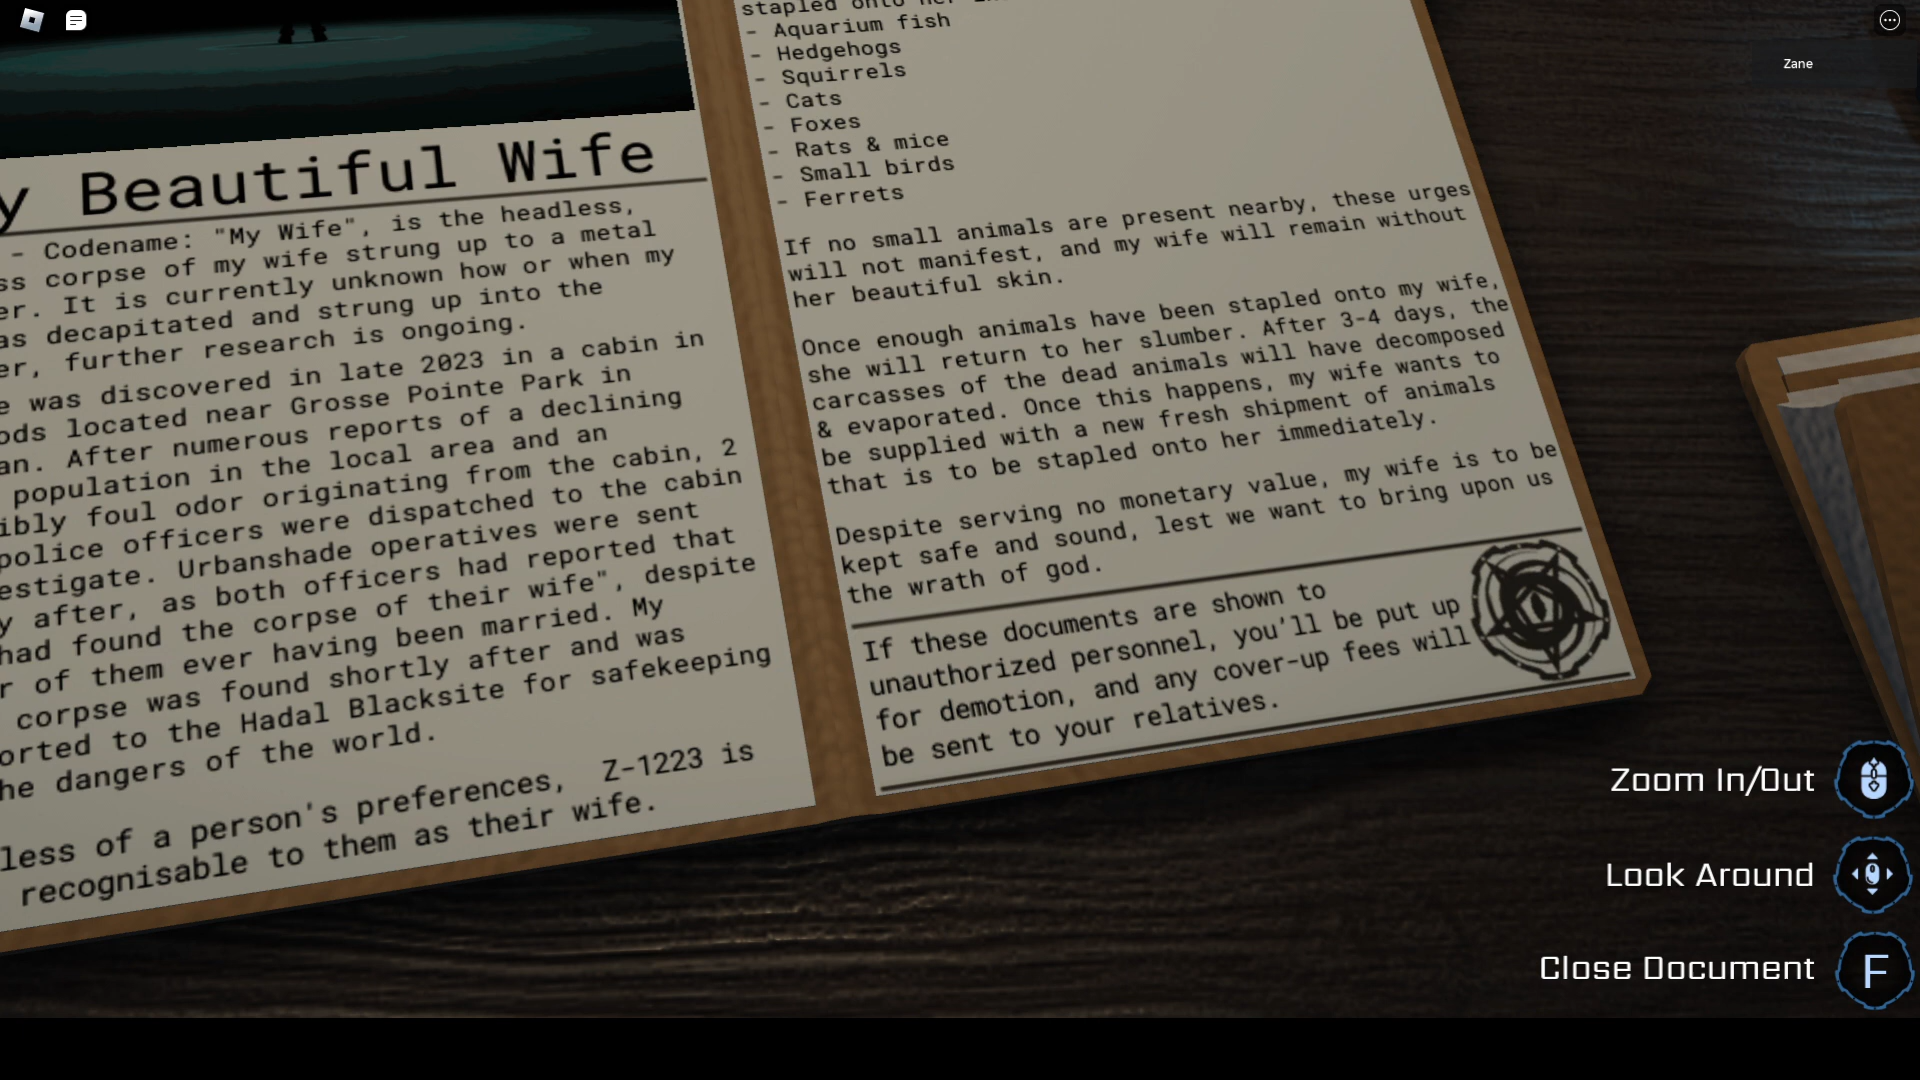 Zane
y Beautiful Wife
- Codename: "My Wife", is the headless,
ss corpse of my wife strung up to a metal
er. It is currently unknown how or when my
as decapitated and strung up into the
er, further research is ongoing.
e was discovered in late 2023 in a cabin in
ods located near Grosse Pointe Park in
an. After numerous reports of a declining
population in the local area and an
ibly foul odor originating from the cabin, 2
police officers were dispatched to the cabin
estigate. Urbanshade operatives were sent
y after, as both officers had reported that
had found the corpse of their wife", despite
r of them ever having been married. My
corpse was found shortly after and was
orted to the Hadal Blacksite for safekeeping
he dangers of the world.
less of a person's preferences, Z-1223 is
recognisable to them as their wife.
stapled onto her
- Aquarium fish
- Hedgehogs
- Squirrels
- Cats
- Foxes
- Rats & mice
- Small birds
- Ferrets
If no small animals are present nearby, these urges
will not manifest, and my wife will remain without
her beautiful skin.
Once enough animals have been stapled onto my wife,
she will return to her slumber. After 3-4 days, the
carcasses of the dead animals will have decomposed
& evaporated. Once this happens, my wife wants to
be supplied with a new fresh shipment of animals
that is to be stapled onto her immediately.
Despite serving no monetary value, my wife is to be
kept safe and sound, lest we want to bring upon us
the wrath of god.
If these documents are shown to
unauthorized personnel, you'll be put up
for demotion, and any cover-up fees will
be sent to your relatives.
Zoom In/Out
Look Around
Close Document
F